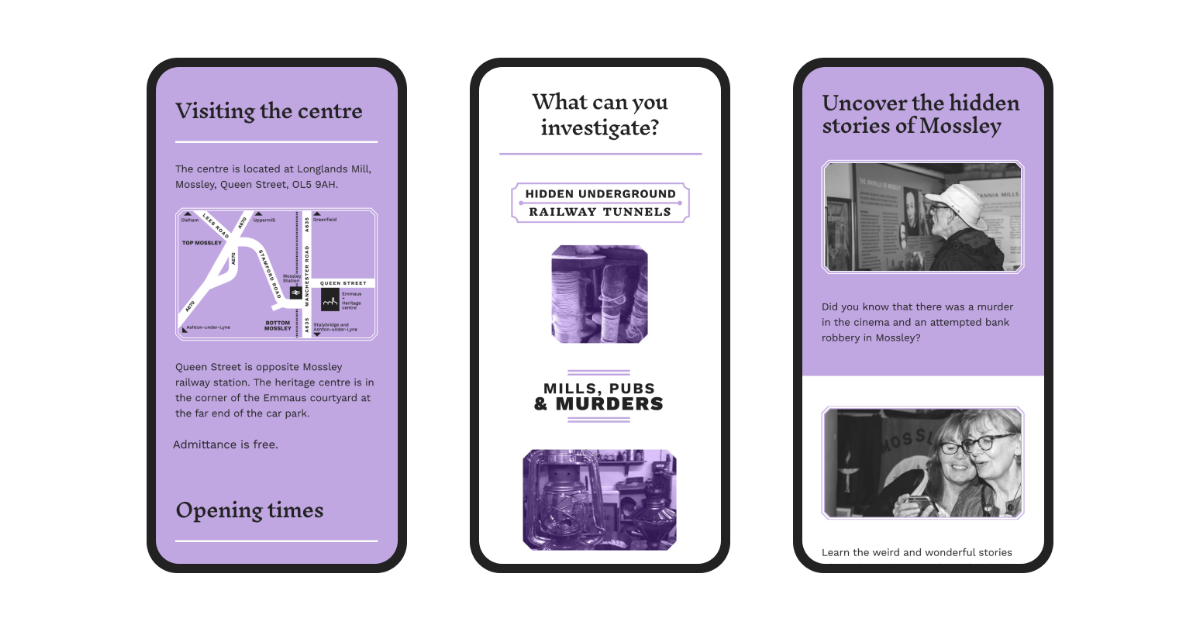 Visiting the centre
The centre is located at Longlands Mill,
Mossley, Queen Street, OL5 9AH.
Oldham
LEES ROAD
A670
Uppermill
A635
Greenfield
TOP MOSSLEY
A670
STAMFORD ROAD
MANCHESTER ROAD
Mossley
Station
QUEEN STREET
Emmaus
+
Heritage
centre
A670
Ashton-under-Lyne
BOTTOM
MOSSLEY
A635
Stalybridge and
Ashton-under-Lyne
Queen Street is opposite Mossley
railway station. The heritage centre is in
the corner of the Emmaus courtyard at
the far end of the car park.
Admittance is free.
Opening times
What can you
investigate?
HIDDEN UNDERGROUND
RAILWAY TUNNELS
MILLS, PUBS
& MURDERS
Uncover the hidden
stories of Mossley
ANNIA MILLS
Did you know that there was a murder
in the cinema and an attempted bank
robbery in Mossley?
MOSSL
Learn the weird and wonderful stories